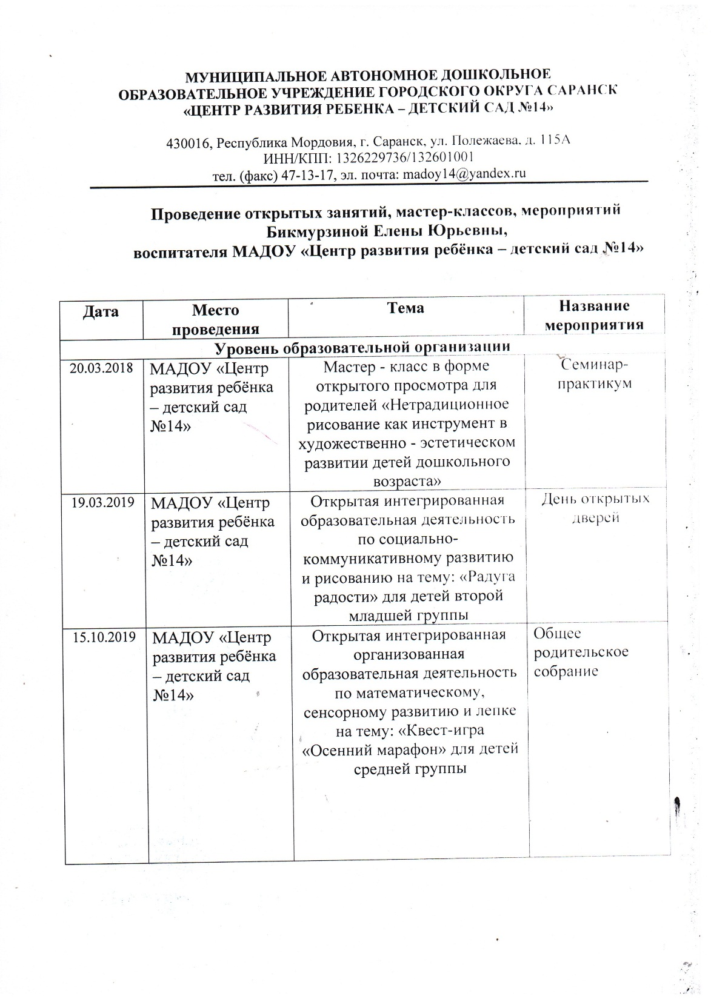 МУНИЦИПАЛЬНОЕ АВТОНОМНОЕ ДОШКОЛЬНОЕ
ОБРАЗОВАТЕЛЬНОЕ УЧРЕЖДЕНИЕ ГОРОДСКОГО ОКРУГА САРАНСК
«ЦЕНТР РАЗВИТИЯ РЕБЕНКА – ДЕТСКИЙ САД №14»
430016, Республика Мордовия, г. Саранск, ул. Полежаева, д. 115А
ИНН/КПП: 1326229736/132601001
тел. (факс) 47-13-17, эл. почта: madoy14@yandex.ru
Проведение открытых занятий, мастер-классов, мероприятий
Бикмурзиной Елены Юрьевны,
воспитателя МАДОУ «Центр развития ребёнка – детский сад №14»
Дата
Место
проведения
Тема
Название
мероприятия
Уровень образовательной организации
20.03.2018
МАДОУ «Центр
развития ребёнка
– детский сад
№14»
Мастер - класс в форме
открытого просмотра для
родителей «Нетрадиционное
рисование как инструмент в
художественно - эстетическом
развитии детей дошкольного
возраста»
Семинар-
практикум
19.03.2019
МАДОУ «Центр
развития ребёнка
– детский сад
№14»
Открытая интегрированная
образовательная деятельность
по социально-
коммуникативному развитию
и рисованию на тему: «Радуга
радости» для детей второй
младшей группы
День открытых
дверей
15.10.2019
МАДОУ «Центр
развития ребёнка
– детский сад
№14»
Открытая интегрированная
организованная
образовательная деятельность
по математическому,
сенсорному развитию и лепке
на тему: «Квест-игра
«Осенний марафон» для детей
средней группы
Общее
родительское
собрание